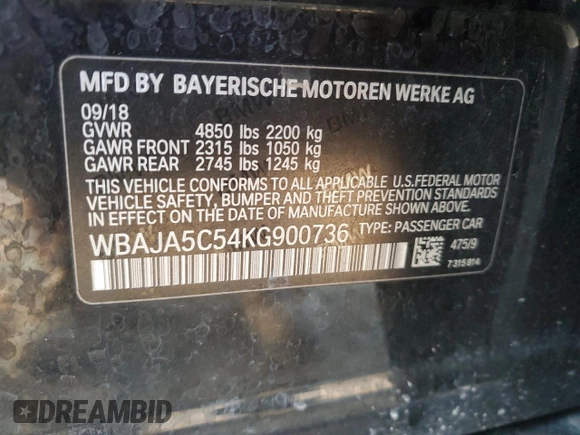 MFD BY BAYERISCHE MOTOREN WERKE AG
09/18
GVWR 4850 lbs 2200 kg
GAWR FRONT 2315 lbs 1050 kg
GAWR REAR 2745 lbs 1245 kg
THIS VEHICLE CONFORMS TO ALL APPLICABLE U.S.FEDERAL MOTOR
VEHICLE SAFETY, BUMPER AND THEFT PREVENTION STANDARDS
IN EFFECT ON THE DATE OF MANUFACTURE SHOWN ABOVE.
WBAJA5C54KG900736 TYPE: PASSENGER CAR
475/9
7315814
DREAMBID